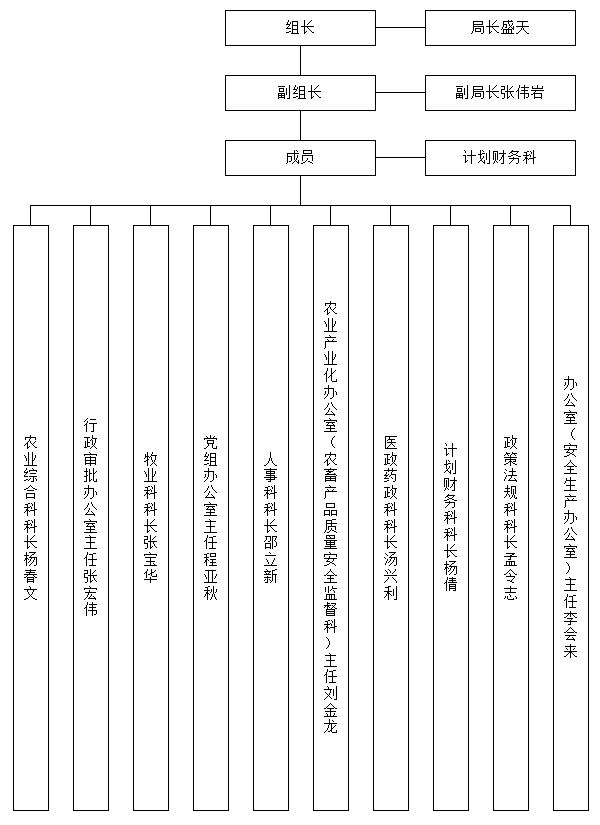 组长
局长盛天
副组长
副局长张伟岩
成员
计划财务科
农业综合科科长杨春文
行政审批办公室主任张宏伟
牧业科科长张宝华
党组办公室主任程亚秋
人事科科长邵立新
农业产业化办公室（农畜产品质量安全监督科）主任刘金龙
医政药政科科长汤兴利
计划财务科科长杨倩
政策法规科科长孟令志
办公室（安全生产办公室）主任李会来